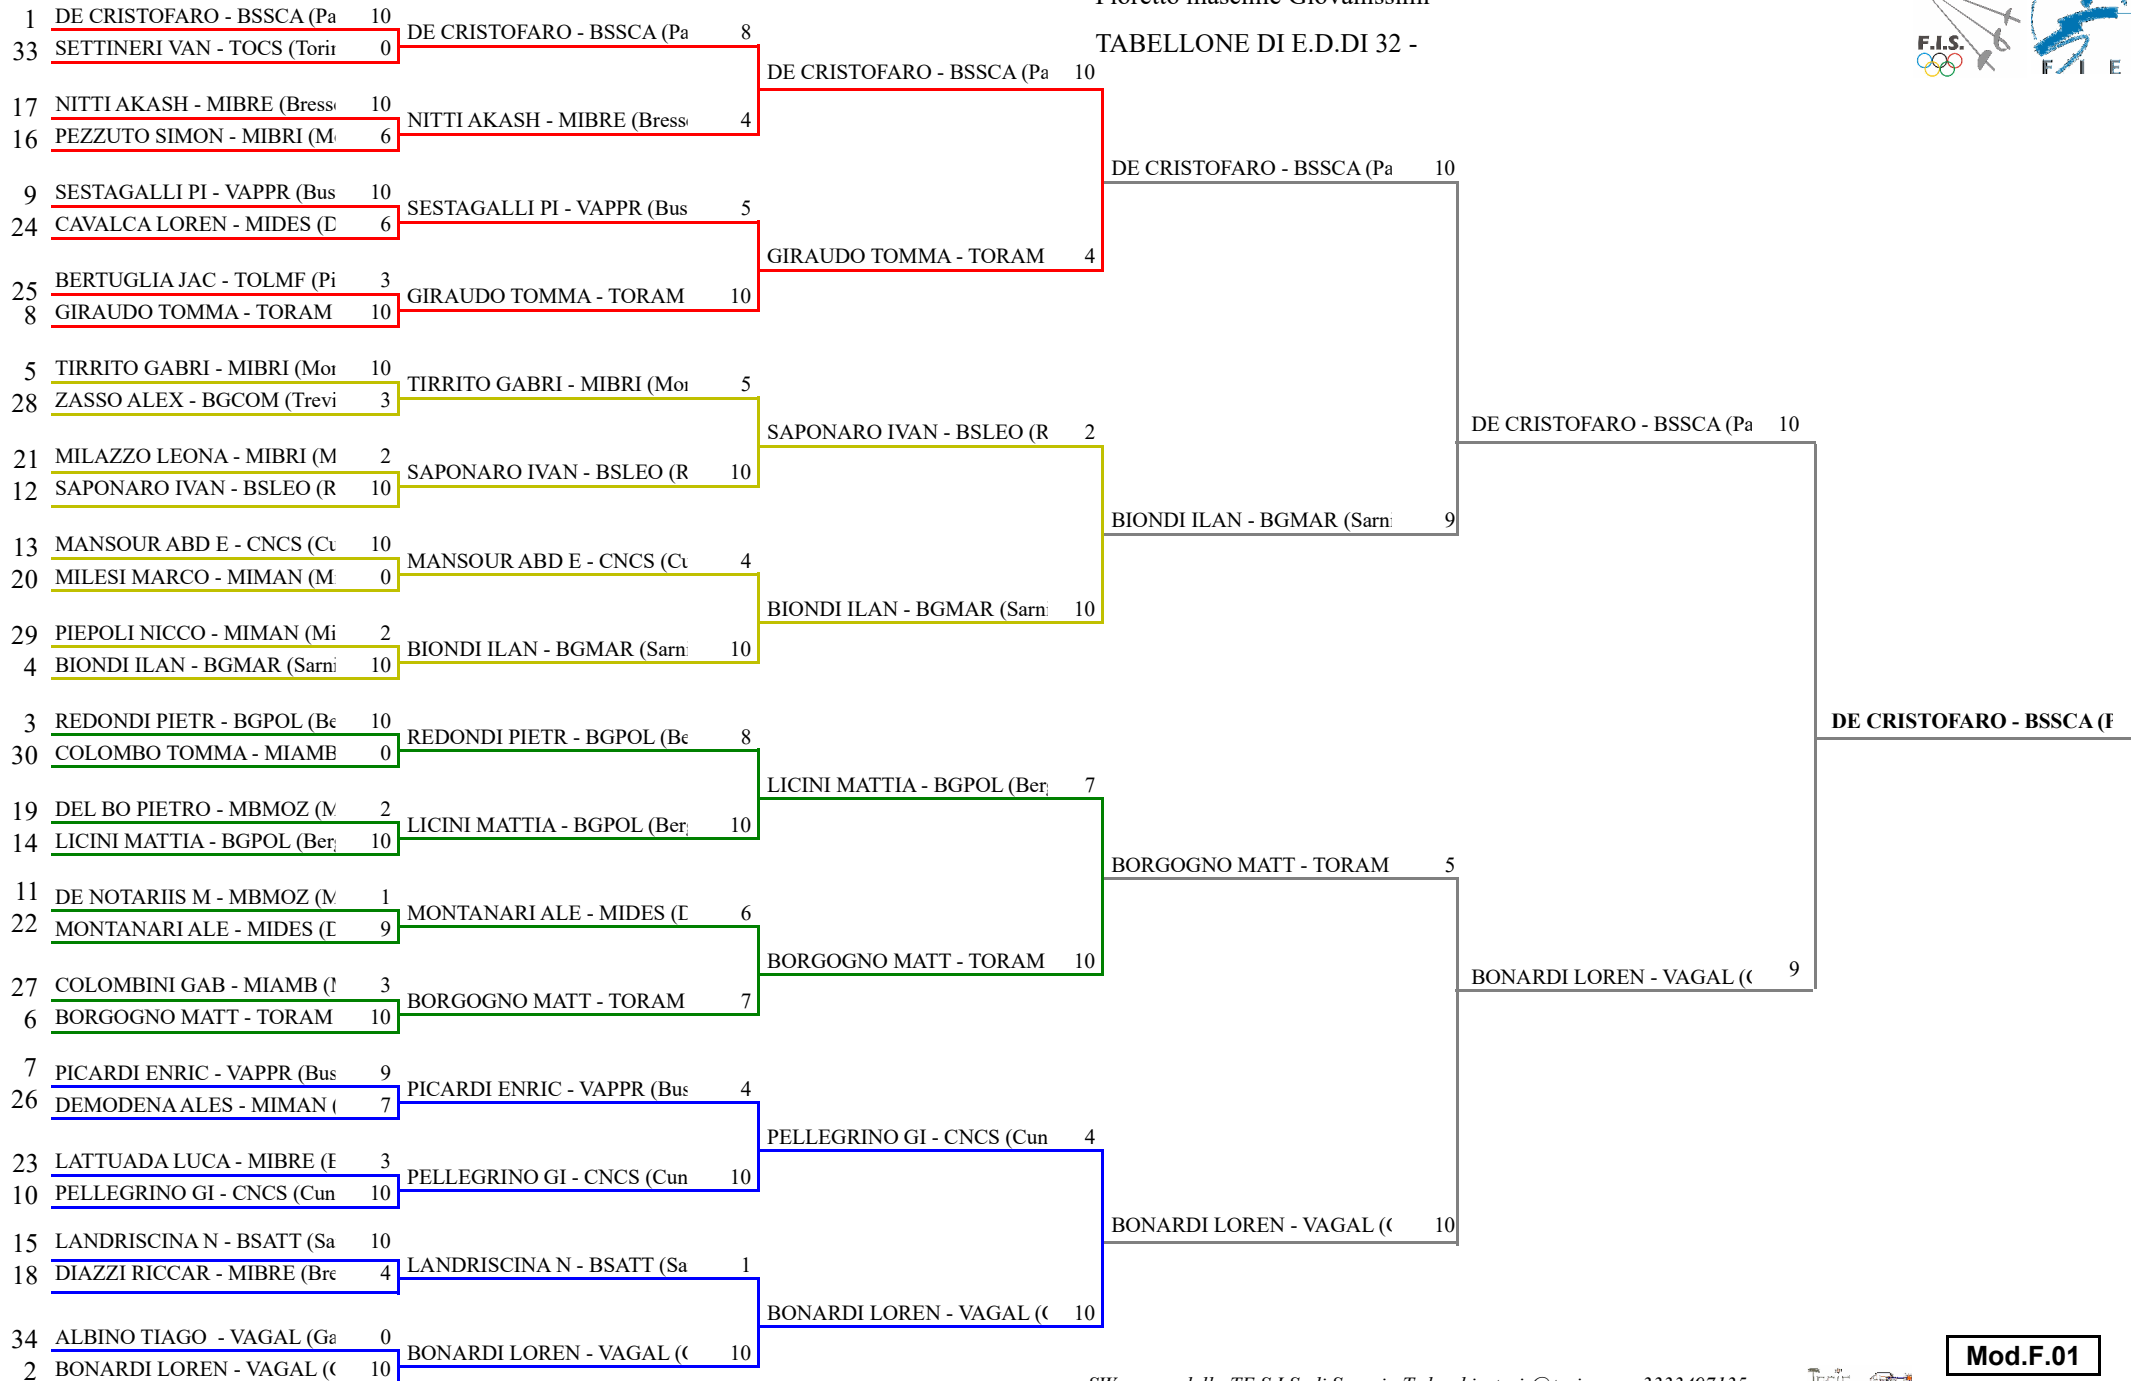 TABELLONE DI E.D.DI 32 -
F.I.S.
F I E
1 DE CRISTOFARO - BSSCA (Pa 10
33 SETTINERI VAN - TOCS (Torin 0
17 NITTI AKASH - MIBRE (Bress 10
16 PEZZUTO SIMON - MIBRI (M 6
9 SESTAGALLI PI - VAPPR (Bus 10
24 CAVALCA LOREN - MIDES (D 6
25 BERTUGLIA JAC - TOLMF (Pi 3
8 GIRAUDO TOMMA - TORAM 10
5 TIRRITO GABRI - MIBRI (Mon 10
28 ZASSO ALEX - BGCOM (Trevi 3
21 MILAZZO LEONA - MIBRI (M 2
12 SAPONARO IVAN - BSLEO (R 10
13 MANSOUR ABD E - CNCS (Cu 10
20 MILESI MARCO - MIMAN (M 0
29 PIEPOLI NICCO - MIMAN (Mi 2
4 BIONDI ILAN - BGMAR (Sarni 10
3 REDONDI PIETR - BGPOL (Be 10
30 COLOMBO TOMMA - MIAMB 0
19 DEL BO PIETRO - MBMOZ (M 2
14 LICINI MATTIA - BGPOL (Ber 10
11 DE NOTARIIS M - MBMOZ (M 1
22 MONTANARI ALE - MIDES (D 9
27 COLOMBINI GAB - MIAMB ( 3
6 BORGOGNO MATT - TORAM 10
7 PICARDI ENRIC - VAPPR (Bus 9
26 DEMODENA ALES - MIMAN ( 7
23 LATTUADA LUCA - MIBRE (B 3
10 PELLEGRINO GI - CNCS (Cun 10
15 LANDRISCINA N - BSATT (Sa 10
18 DIAZZI RICCAR - MIBRE (Bre 4
34 ALBINO TIAGO - VAGAL (Ga 0
2 BONARDI LOREN - VAGAL (G 10
DE CRISTOFARO - BSSCA (Pa 8
NITTI AKASH - MIBRE (Bress 4
SESTAGALLI PI - VAPPR (Bus 5
GIRAUDO TOMMA - TORAM 10
TIRRITO GABRI - MIBRI (Mon 5
SAPONARO IVAN - BSLEO (R 10
MANSOUR ABD E - CNCS (Cu 4
BIONDI ILAN - BGMAR (Sarni 10
REDONDI PIETR - BGPOL (Be 8
LICINI MATTIA - BGPOL (Ber 10
MONTANARI ALE - MIDES (D 6
BORGOGNO MATT - TORAM 7
PICARDI ENRIC - VAPPR (Bus 4
PELLEGRINO GI - CNCS (Cun 10
LANDRISCINA N - BSATT (Sa 1
BONARDI LOREN - VAGAL (G 10
DE CRISTOFARO - BSSCA (Pa 10
GIRAUDO TOMMA - TORAM 4
SAPONARO IVAN - BSLEO (R 2
BIONDI ILAN - BGMAR (Sarni 10
LICINI MATTIA - BGPOL (Ber 7
BORGOGNO MATT - TORAM 10
PELLEGRINO GI - CNCS (Cun 4
BONARDI LOREN - VAGAL (G 10
DE CRISTOFARO - BSSCA (Pa 10
BIONDI ILAN - BGMAR (Sarni 9
BORGOGNO MATT - TORAM 5
BONARDI LOREN - VAGAL (G 10
DE CRISTOFARO - BSSCA (Pa 10
BONARDI LOREN - VAGAL (G 9
DE CRISTOFARO - BSSCA (P
Mod.F.01